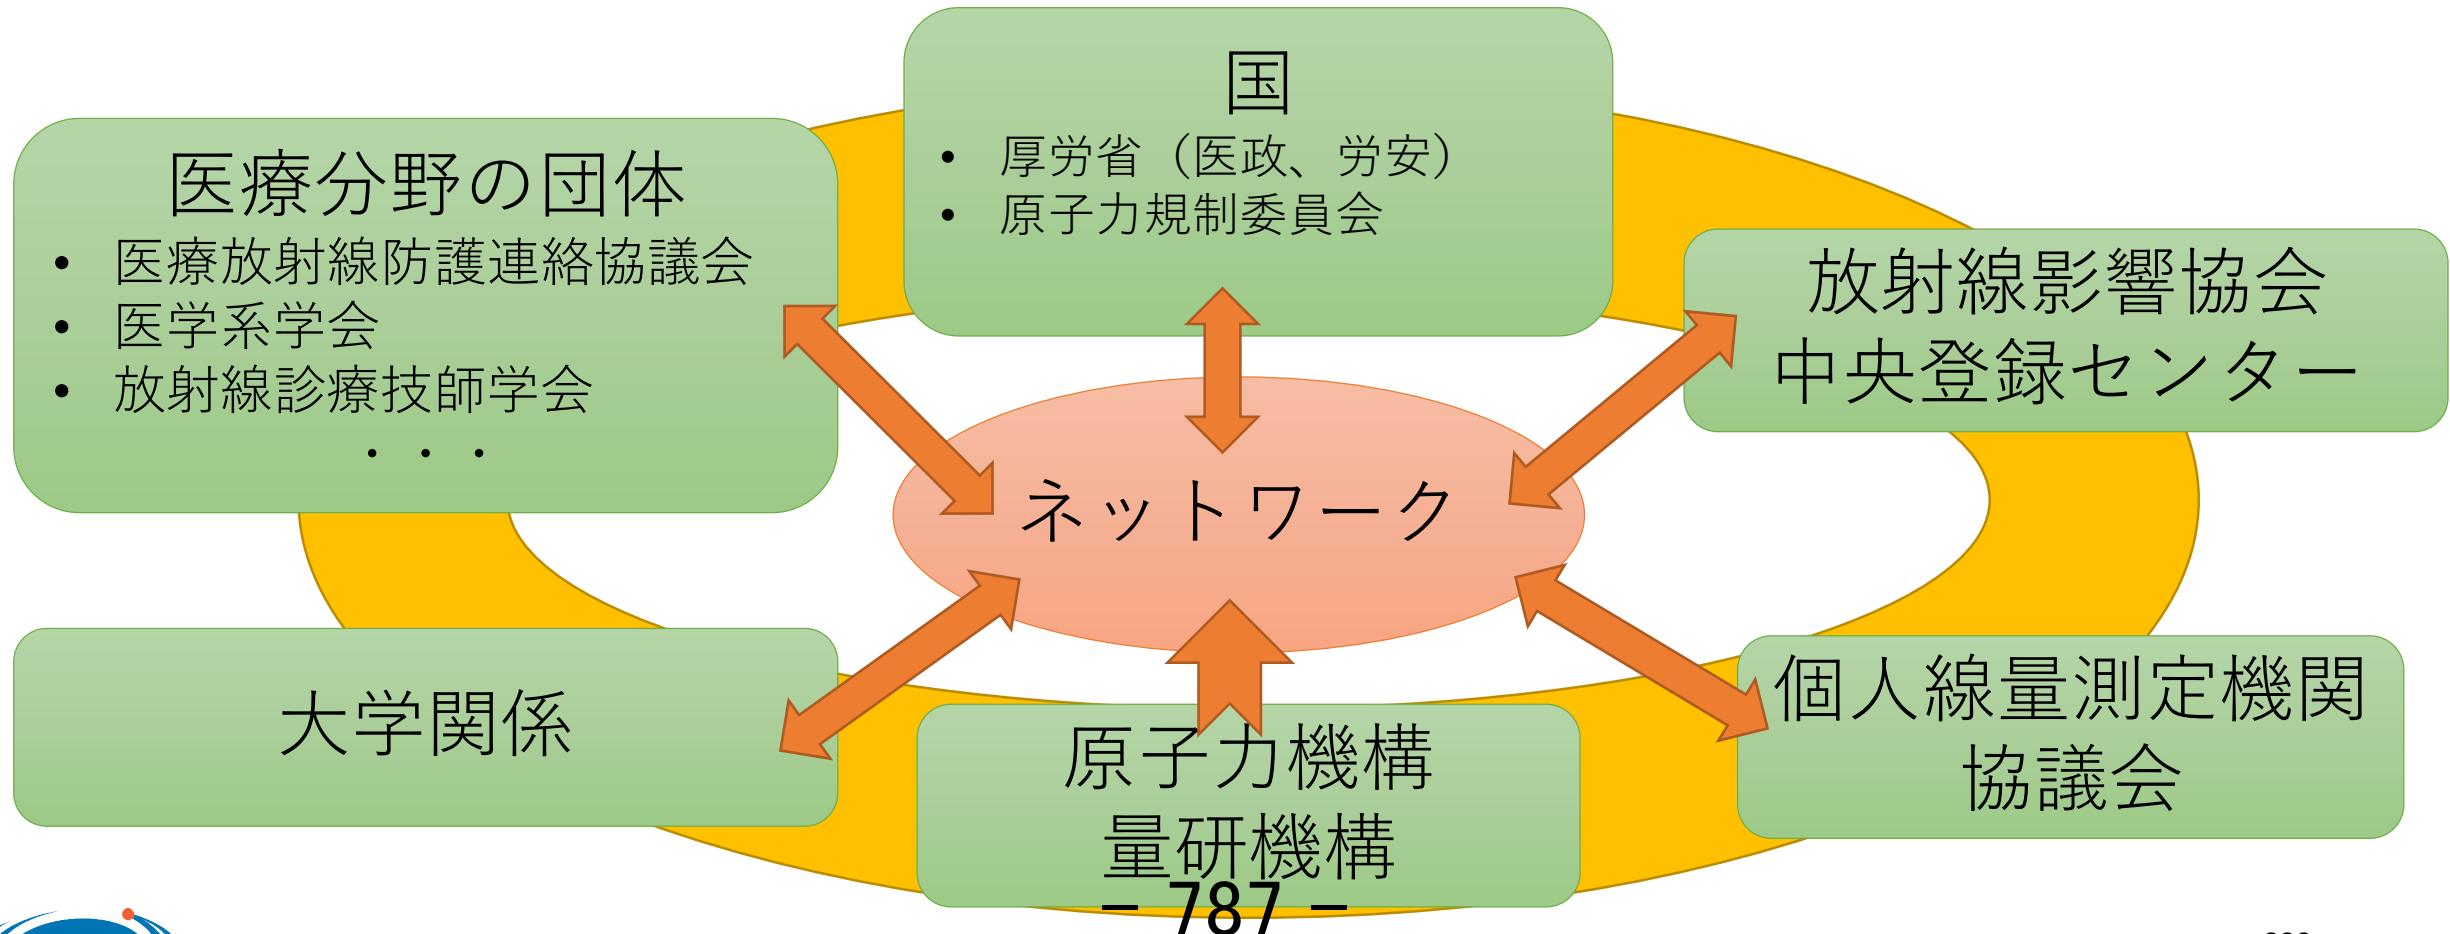 国
• 厚労省（医政、労安）
• 原子力規制委員会
医療分野の団体
• 医療放射線防護連絡協議会
• 医学系学会
• 放射線診療技師学会
・・・
放射線影響協会
中央登録センター
ネットワーク
大学関係
原子力機構
量研機構
個人線量測定機関
協議会
− 787 −